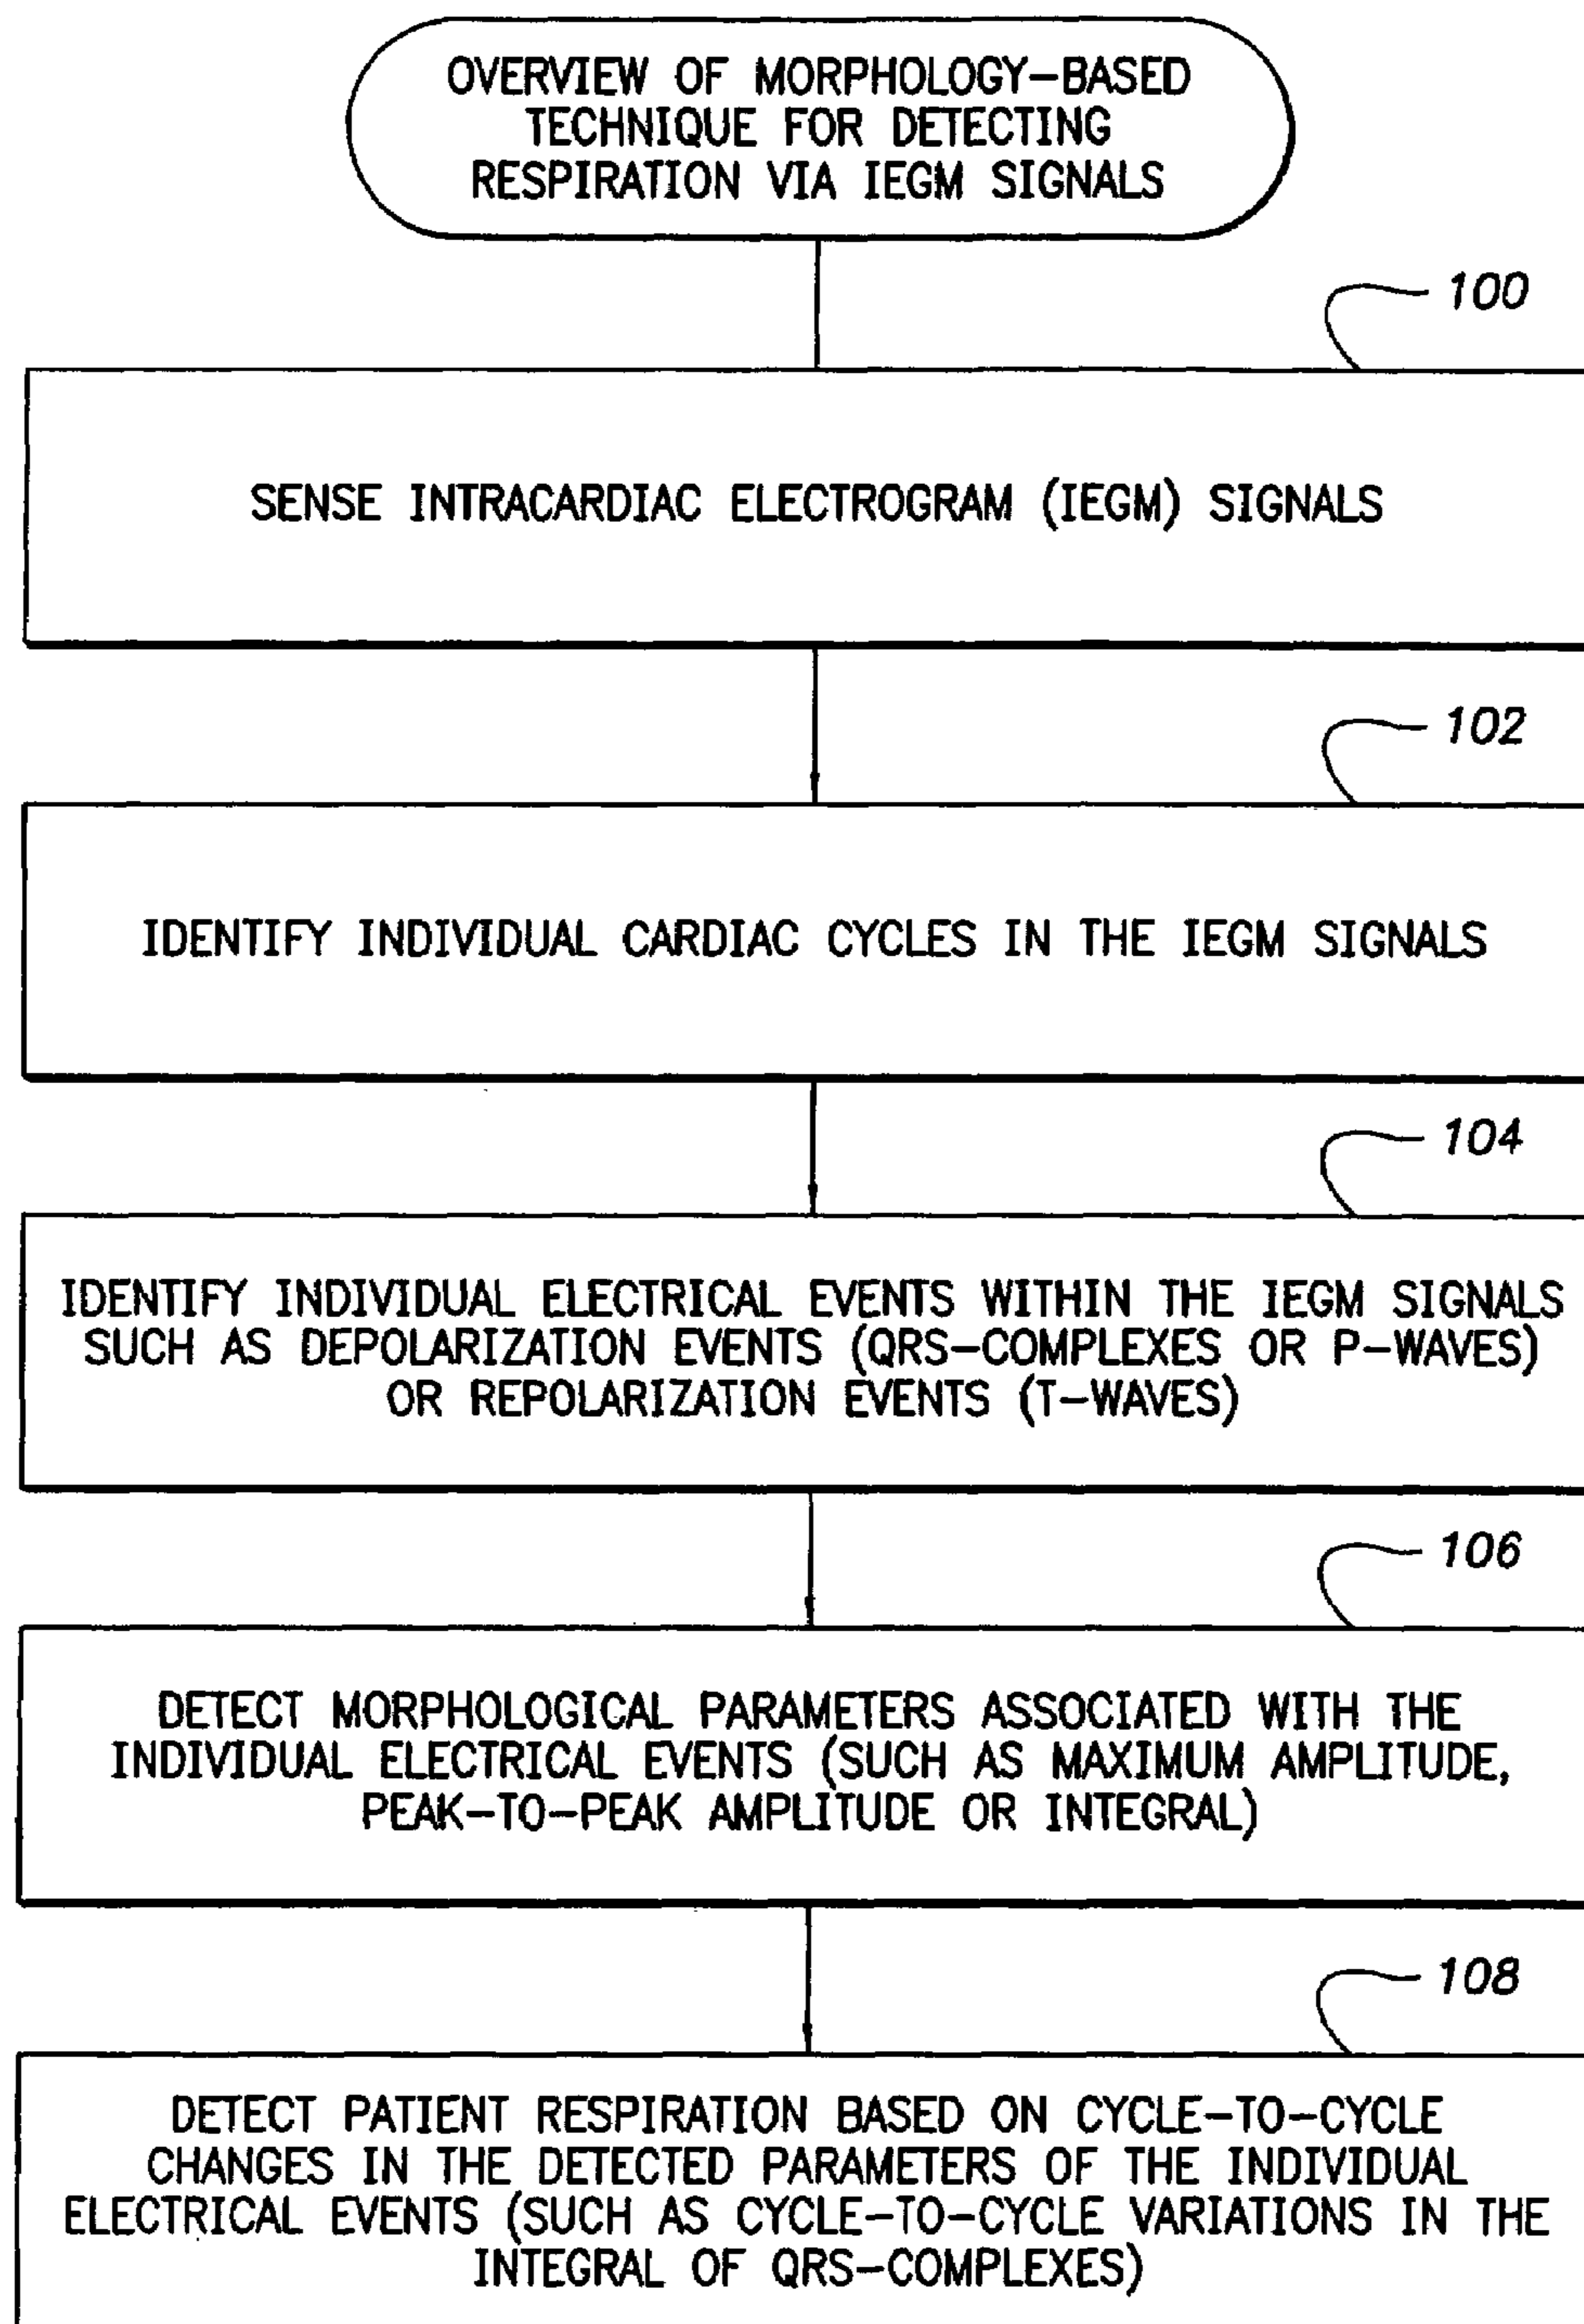 OVERVIEW OF MORPHOLOGY-BASED
TECHNIQUE FOR DETECTING
RESPIRATION VIA IEGM SIGNALS
100
SENSE INTRACARDIAC ELECTROGRAM (IEGM) SIGNALS
102
IDENTIFY INDIVIDUAL CARDIAC CYCLES IN THE IEGM SIGNALS
104
IDENTIFY INDIVIDUAL ELECTRICAL EVENTS WITHIN THE IEGM SIGNALS
SUCH AS DEPOLARIZATION EVENTS (QRS-COMPLEXES OR P-WAVES)
OR REPOLARIZATION EVENTS (T-WAVES)
106
DETECT MORPHOLOGICAL PARAMETERS ASSOCIATED WITH THE
INDIVIDUAL ELECTRICAL EVENTS (SUCH AS MAXIMUM AMPLITUDE,
PEAK-TO-PEAK AMPLITUDE OR INTEGRAL)
108
DETECT PATIENT RESPIRATION BASED ON CYCLE-TO-CYCLE
CHANGES IN THE DETECTED PARAMETERS OF THE INDIVIDUAL
ELECTRICAL EVENTS (SUCH AS CYCLE-TO-CYCLE VARIATIONS IN THE
INTEGRAL OF QRS-COMPLEXES)